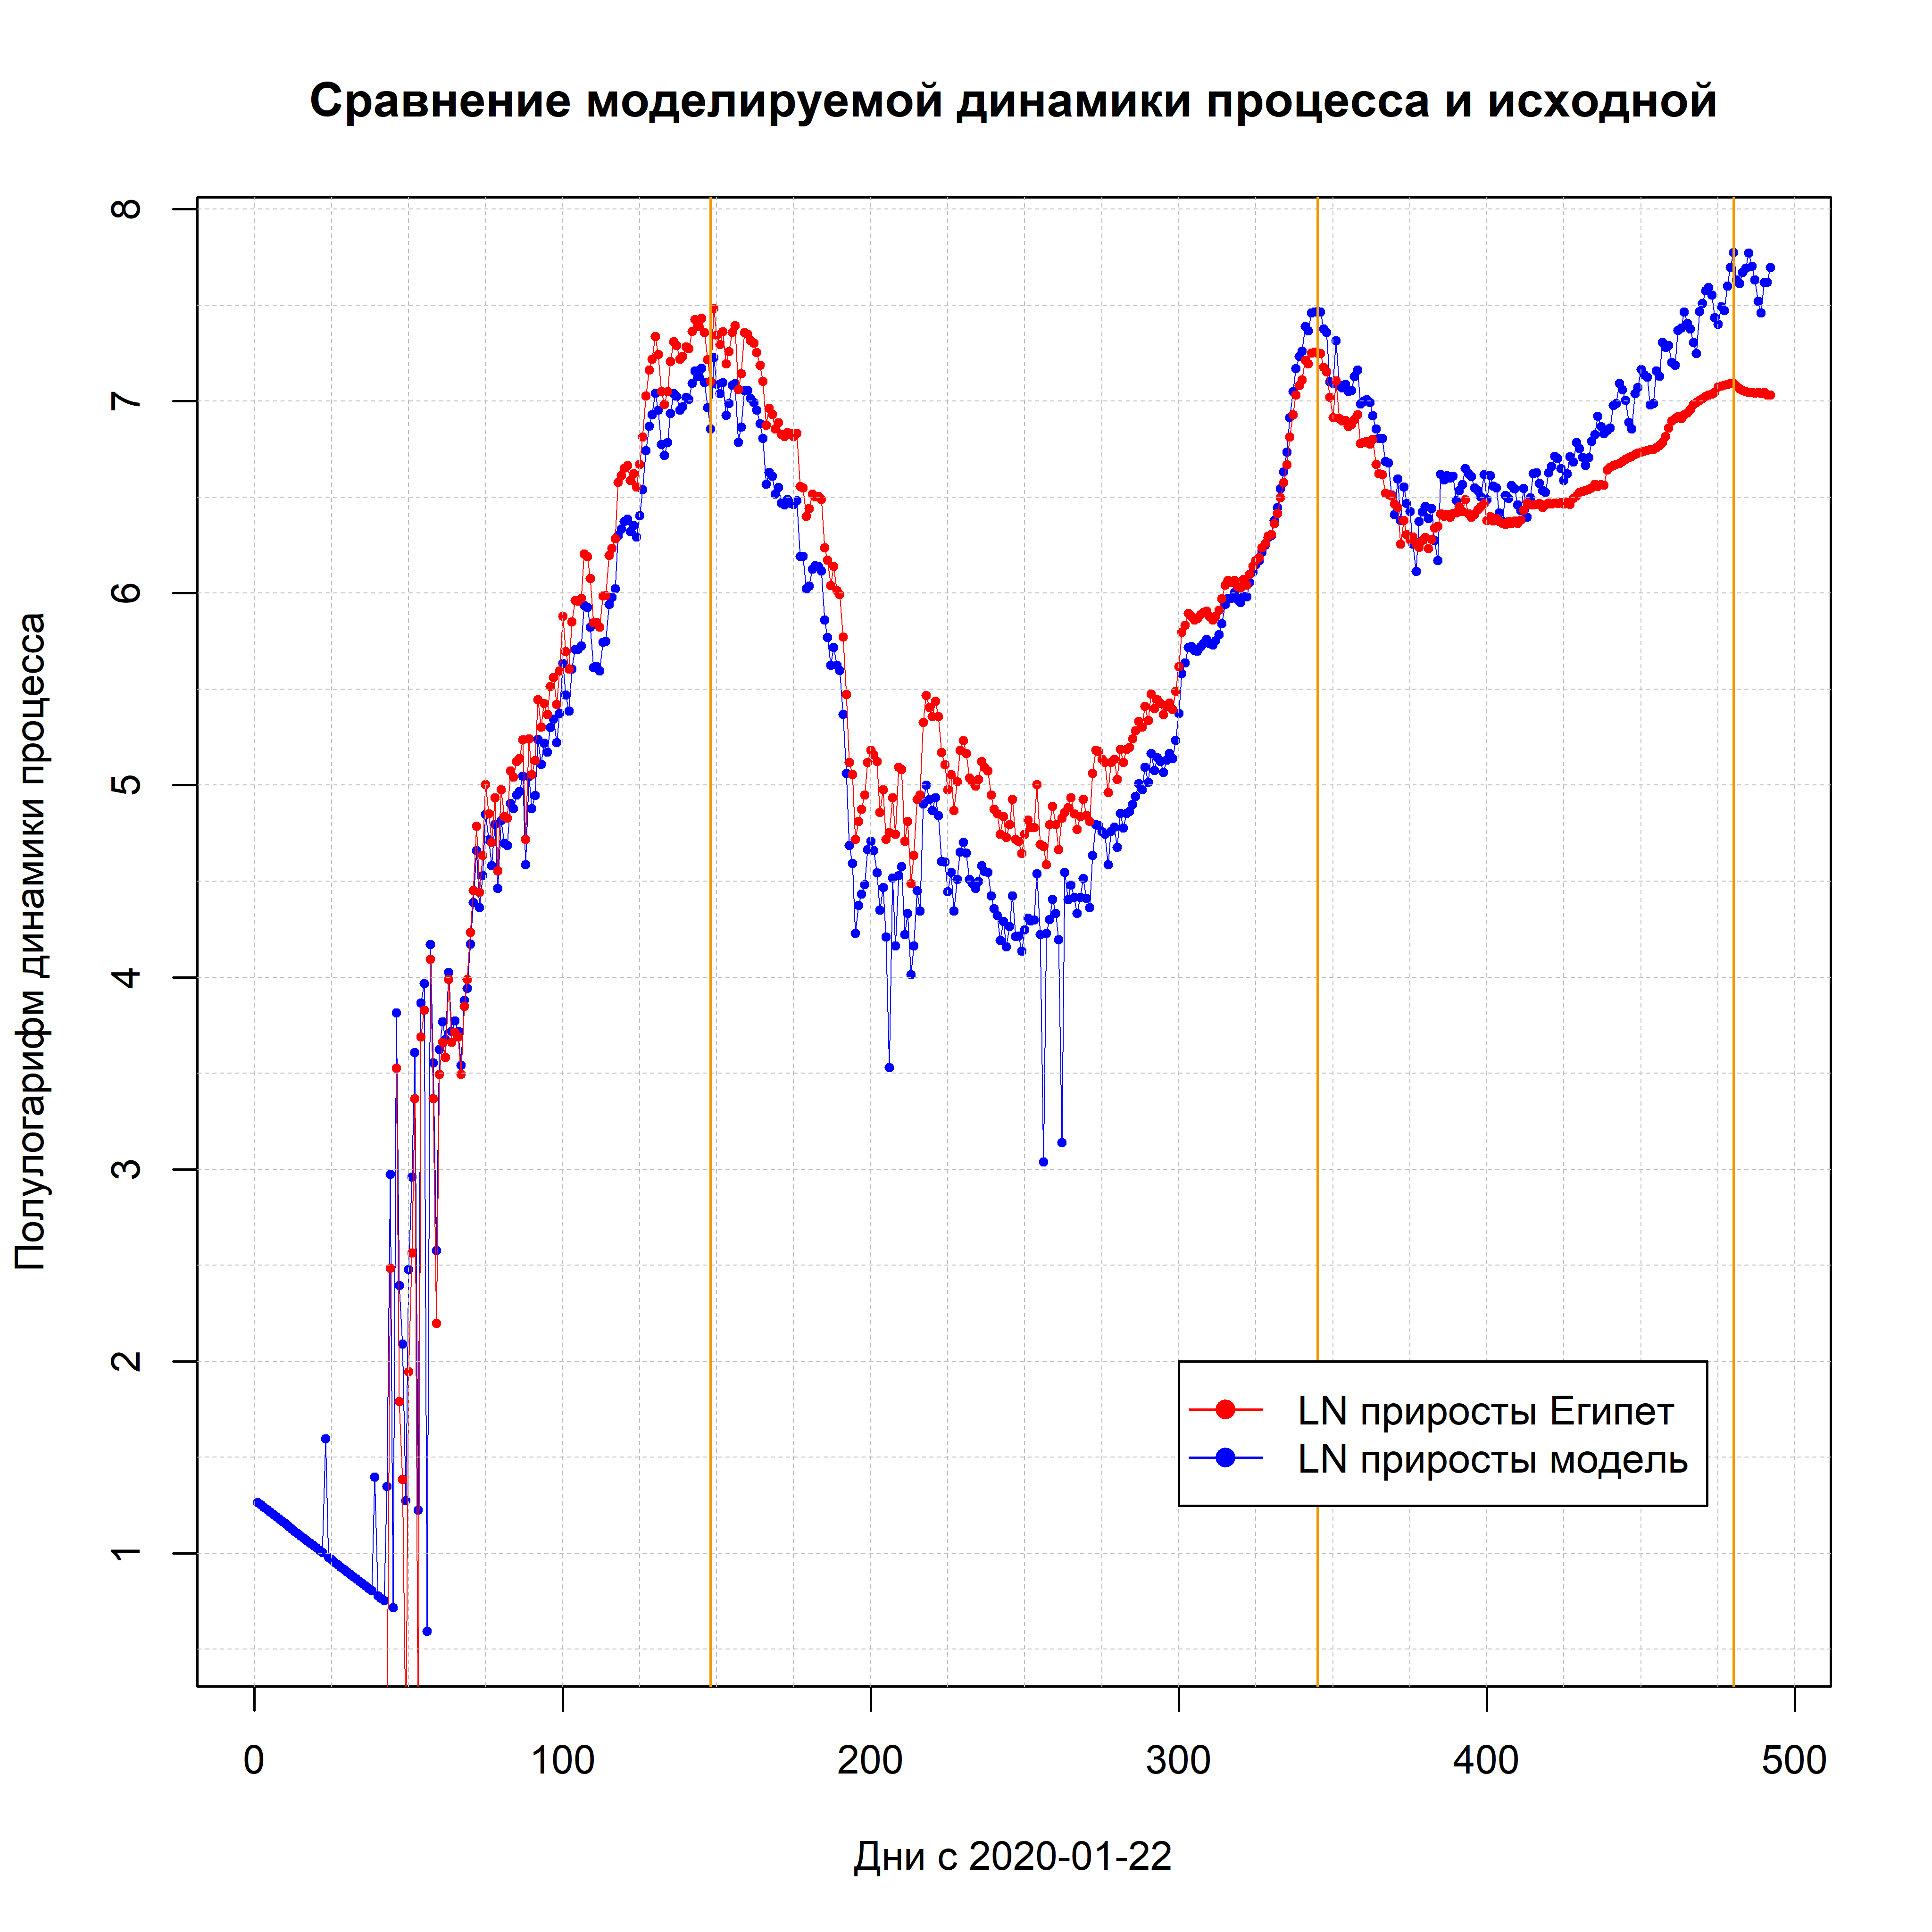 Сравнение моделируемой динамики процесса и исходной
Полулогарифм динамики процесса
8
7
6
5
4
3
2
1
LN приросты Египет
LN приросты модель
0 100 200 300 400 500
Дни с 2020-01-22